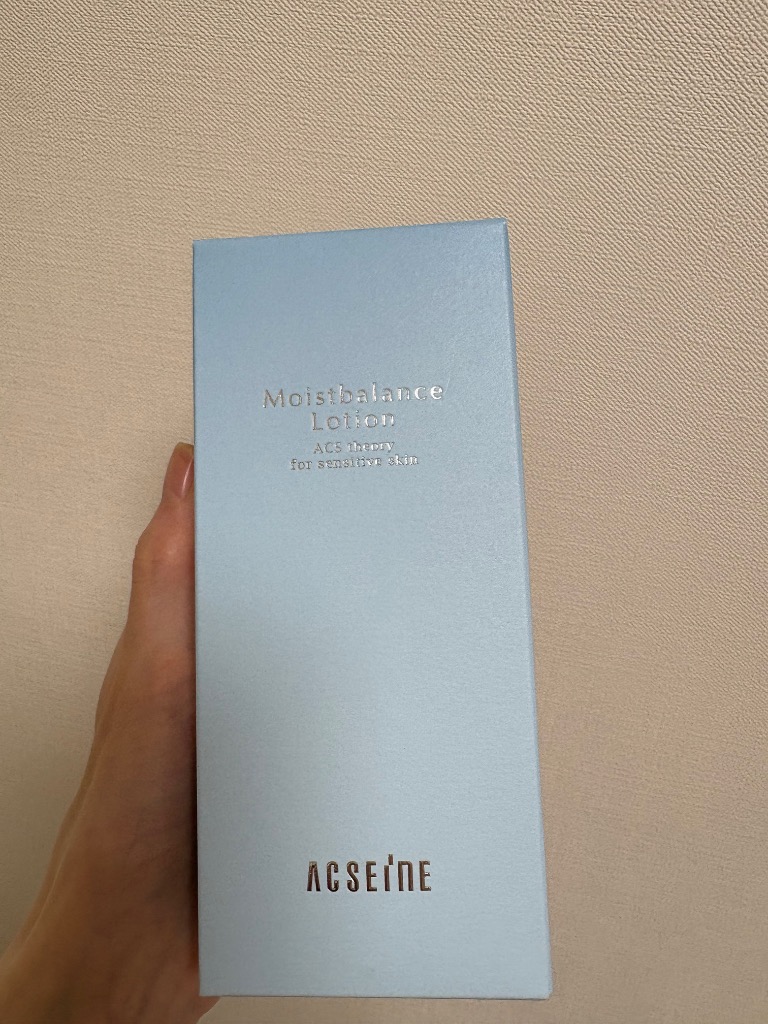 Moistbalance
Lotion
ACS theory
for sensitive skin
ACSEINE